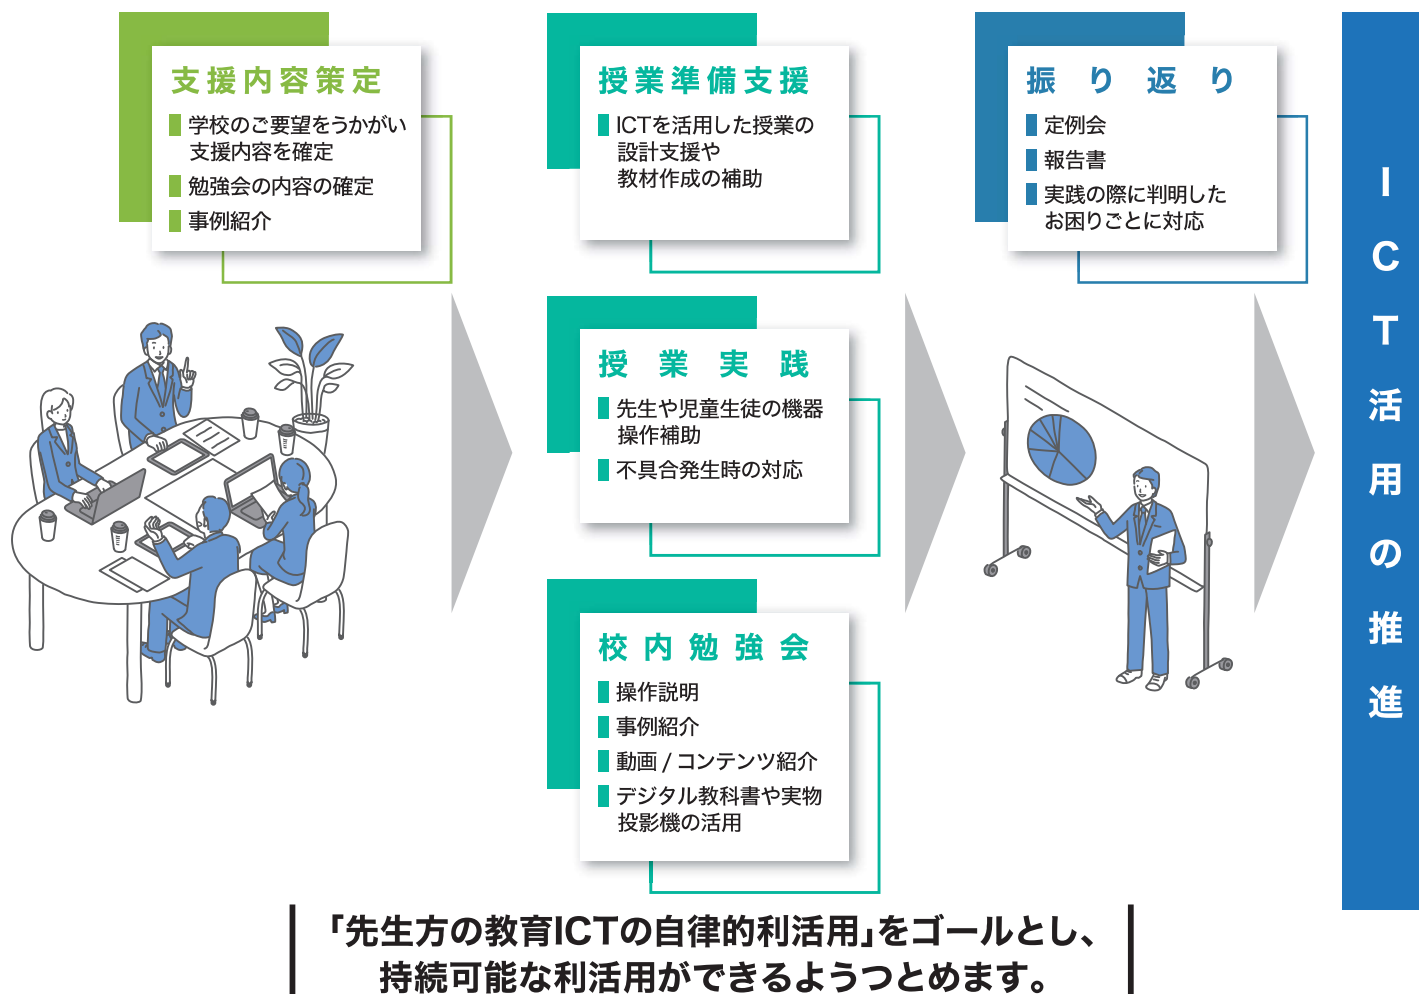 支援内容策定
学校のご要望をうかがい
支援内容を確定
勉強会の内容の確定
事例紹介
授業準備支援
ICTを活用した授業の
設計支援や
教材作成の補助
授業実践
先生や児童生徒の機器
操作補助
不具合発生時の対応
校内勉強会
操作説明
事例紹介
動画 / コンテンツ紹介
デジタル教科書や実物
投影機の活用
振り返り
定例会
報告書
実践の際に判明した
お困りごとに対応
ICT活用の推進
「先生方の教育ICTの自律的利活用」をゴールとし、
持続可能な利活用ができるようつとめます。